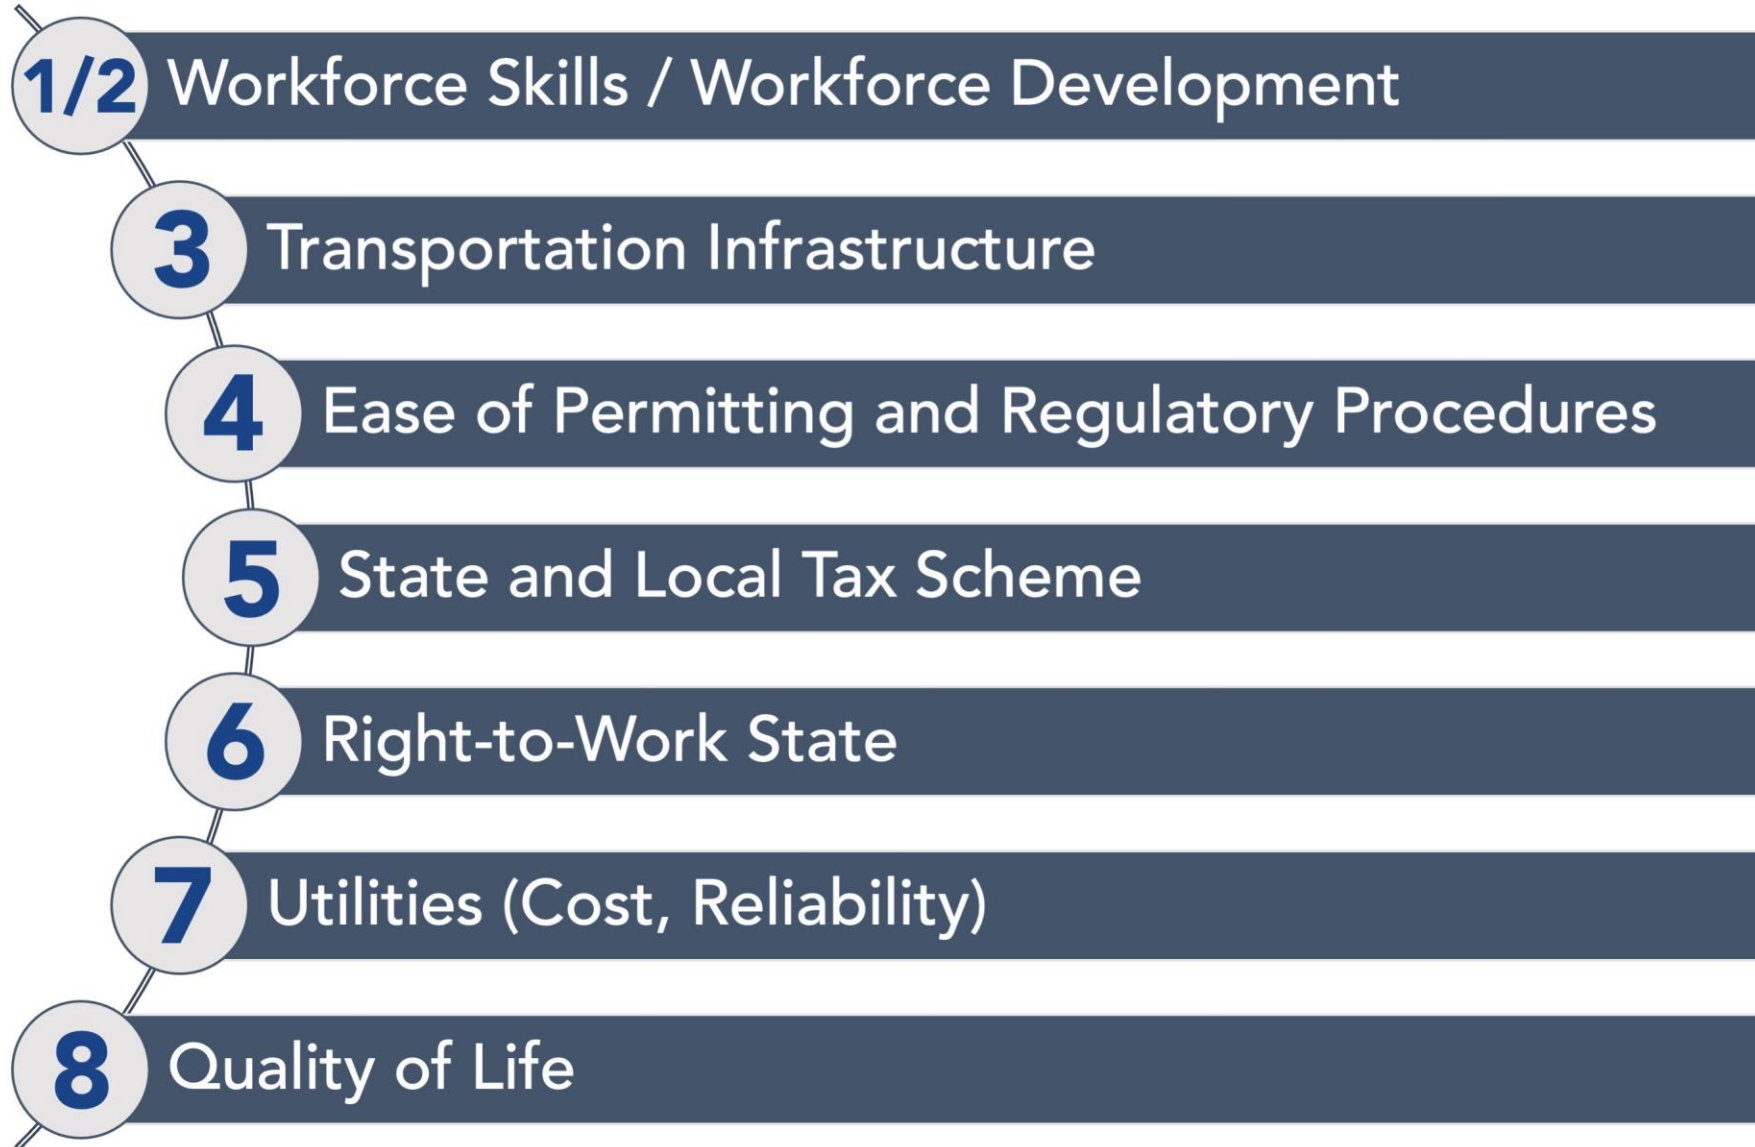 1/2 Workforce Skills / Workforce Development
3 Transportation Infrastructure
4 Ease of Permitting and Regulatory Procedures
5 State and Local Tax Scheme
6 Right-to-Work State
7 Utilities (Cost, Reliability)
8 Quality of Life